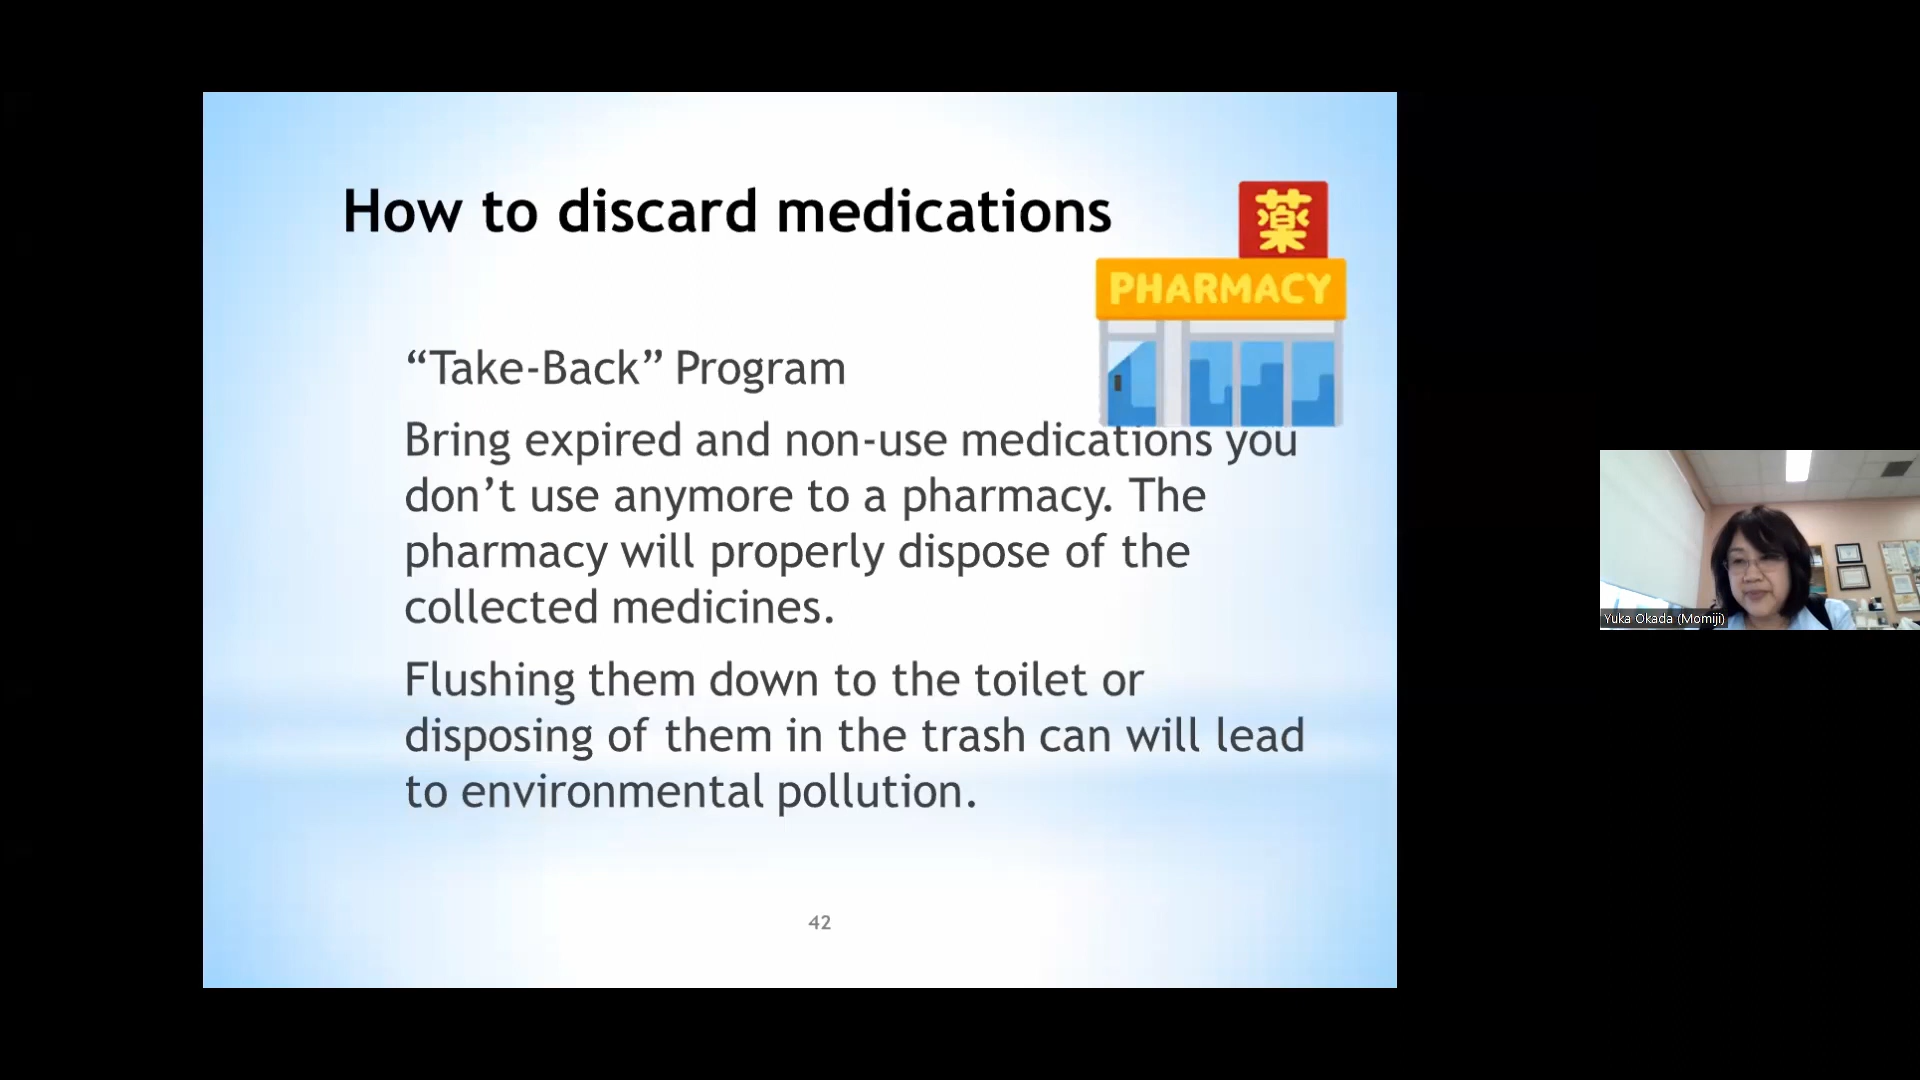 How to discard medications
薬
PHARMACY
“Take-Back” Program
Bring expired and non-use medications you
don’t use anymore to a pharmacy. The
pharmacy will properly dispose of the
collected medicines.
Flushing them down to the toilet or
disposing of them in the trash can will lead
to environmental pollution.
42
Yuka Okada (Momiji)